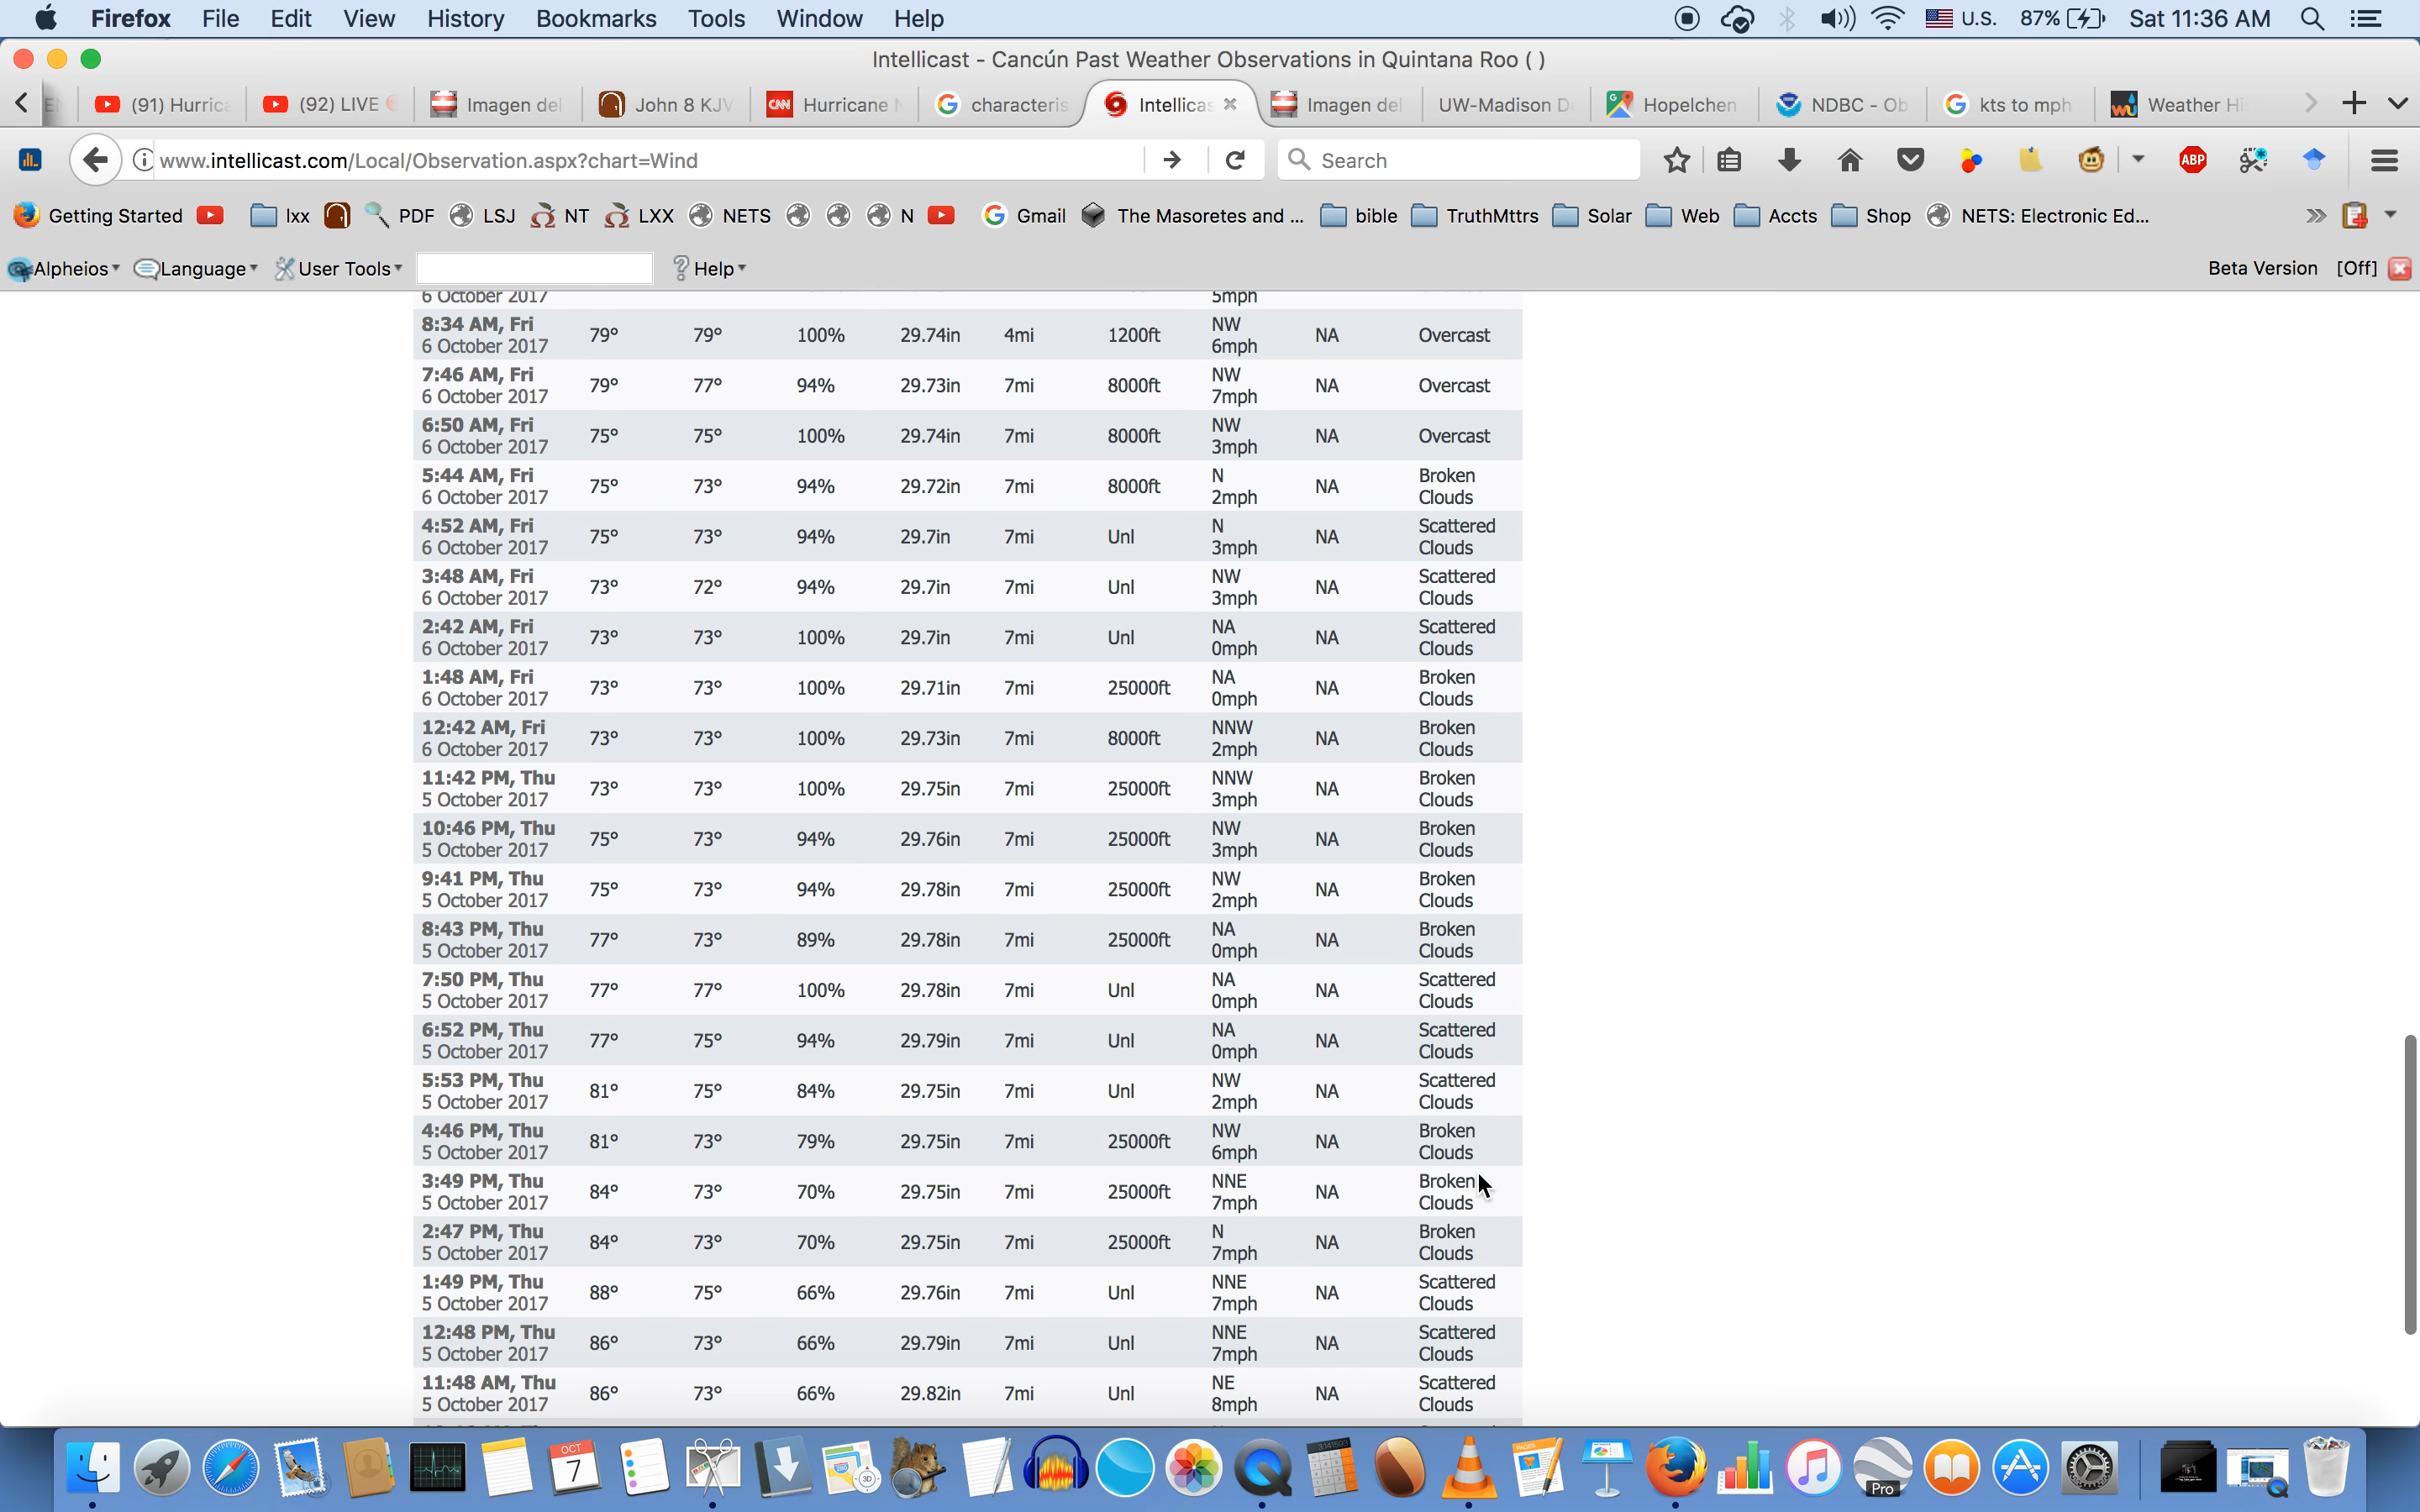 Firefox File Edit View History Bookmarks Tools Window Help U.S. 87% Sat 11:36 AM
Intellicast - Cancún Past Weather Observations in Quintana Roo ( )
(91) Hurrica (92) LIVE Imagen del John 8 KJV CNN Hurricane characteris Intellicas Imagen del UW-Madison D Hopelchen NDBC - Ob kts to mph Weather Hi
www.intellicast.com/Local/Observation.aspx?chart=Wind Search ABP
Getting Started lxx PDF LSJ NT LXX NETS N Gmail The Masoretes and ... bible TruthMttrs Solar Web Accts Shop NETS: Electronic Ed...
Alpheios Language User Tools Help Beta Version [Off]
6 October 2017 5mph
8:34 AM, Fri NW
6 October 2017 79° 79° 100% 29.74in 4mi 1200ft 6mph NA Overcast
7:46 AM, Fri NW
6 October 2017 79° 77° 94% 29.73in 7mi 8000ft 7mph NA Overcast
6:50 AM, Fri NW
6 October 2017 75° 75° 100% 29.74in 7mi 8000ft 3mph NA Overcast
5:44 AM, Fri N Broken
6 October 2017 75° 73° 94% 29.72in 7mi 8000ft 2mph NA Clouds
4:52 AM, Fri N Scattered
6 October 2017 75° 73° 94% 29.7in 7mi Unl 3mph NA Clouds
3:48 AM, Fri NW Scattered
6 October 2017 73° 72° 94% 29.7in 7mi Unl 3mph NA Clouds
2:42 AM, Fri NA Scattered
6 October 2017 73° 73° 100% 29.7in 7mi Unl 0mph NA Clouds
1:48 AM, Fri NA Broken
6 October 2017 73° 73° 100% 29.71in 7mi 25000ft 0mph NA Clouds
12:42 AM, Fri NNW Broken
6 October 2017 73° 73° 100% 29.73in 7mi 8000ft 2mph NA Clouds
11:42 PM, Thu NNW Broken
5 October 2017 73° 73° 100% 29.75in 7mi 25000ft 3mph NA Clouds
10:46 PM, Thu NW Broken
5 October 2017 75° 73° 94% 29.76in 7mi 25000ft 3mph NA Clouds
9:41 PM, Thu NW Broken
5 October 2017 75° 73° 94% 29.78in 7mi 25000ft 2mph NA Clouds
8:43 PM, Thu NA Broken
5 October 2017 77° 73° 89% 29.78in 7mi 25000ft 0mph NA Clouds
7:50 PM, Thu NA Scattered
5 October 2017 77° 77° 100% 29.78in 7mi Unl 0mph NA Clouds
6:52 PM, Thu NA Scattered
5 October 2017 77° 75° 94% 29.79in 7mi Unl 0mph NA Clouds
5:53 PM, Thu NW Scattered
5 October 2017 81° 75° 84% 29.75in 7mi Unl 2mph NA Clouds
4:46 PM, Thu NW Broken
5 October 2017 81° 73° 79% 29.75in 7mi 25000ft 6mph NA Clouds
3:49 PM, Thu NNE Broken
5 October 2017 84° 73° 70% 29.75in 7mi 25000ft 7mph NA Clouds
2:47 PM, Thu N Broken
5 October 2017 84° 73° 70% 29.75in 7mi 25000ft 7mph NA Clouds
1:49 PM, Thu NNE Scattered
5 October 2017 88° 75° 66% 29.76in 7mi Unl 7mph NA Clouds
12:48 PM, Thu NNE Scattered
5 October 2017 86° 73° 66% 29.79in 7mi Unl 7mph NA Clouds
11:48 AM, Thu NE Scattered
5 October 2017 86° 73° 66% 29.82in 7mi Unl 8mph NA Clouds
OCT 7 3D PAGES Pro